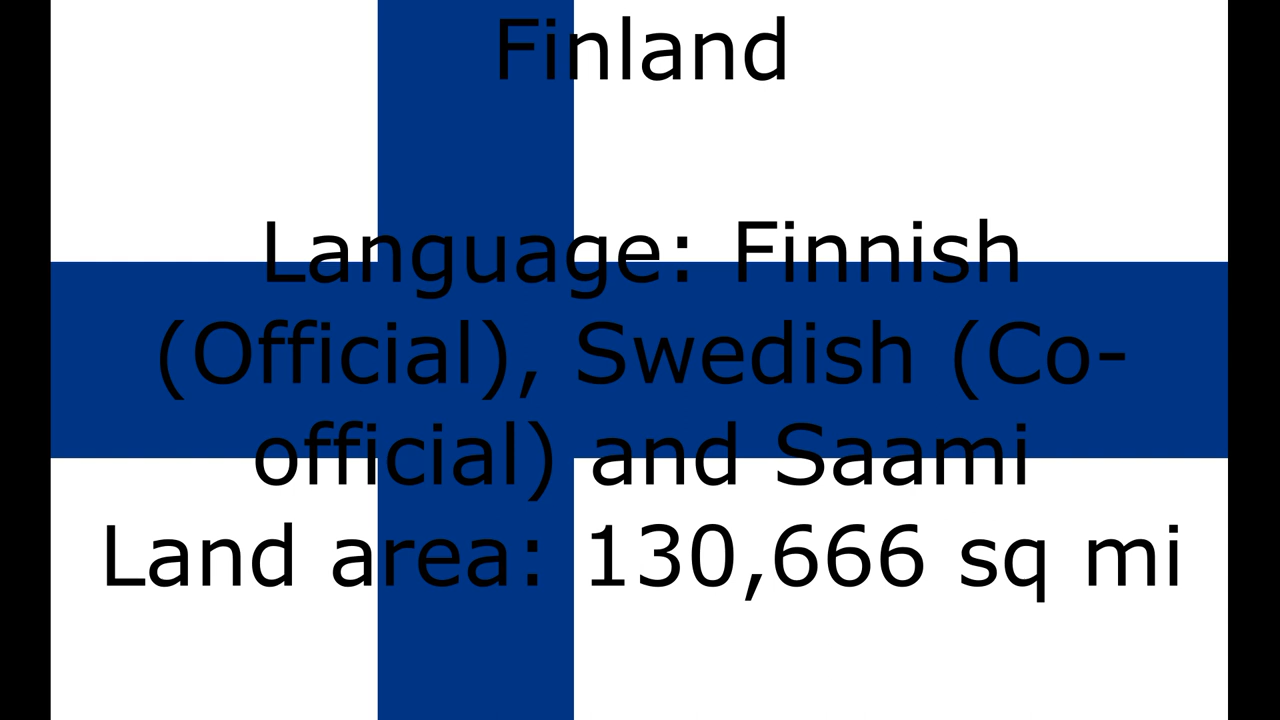 Finland
Language: Finnish
(Official), Swedish (Co-
official) and Saami
Land area: 130,666 sq mi